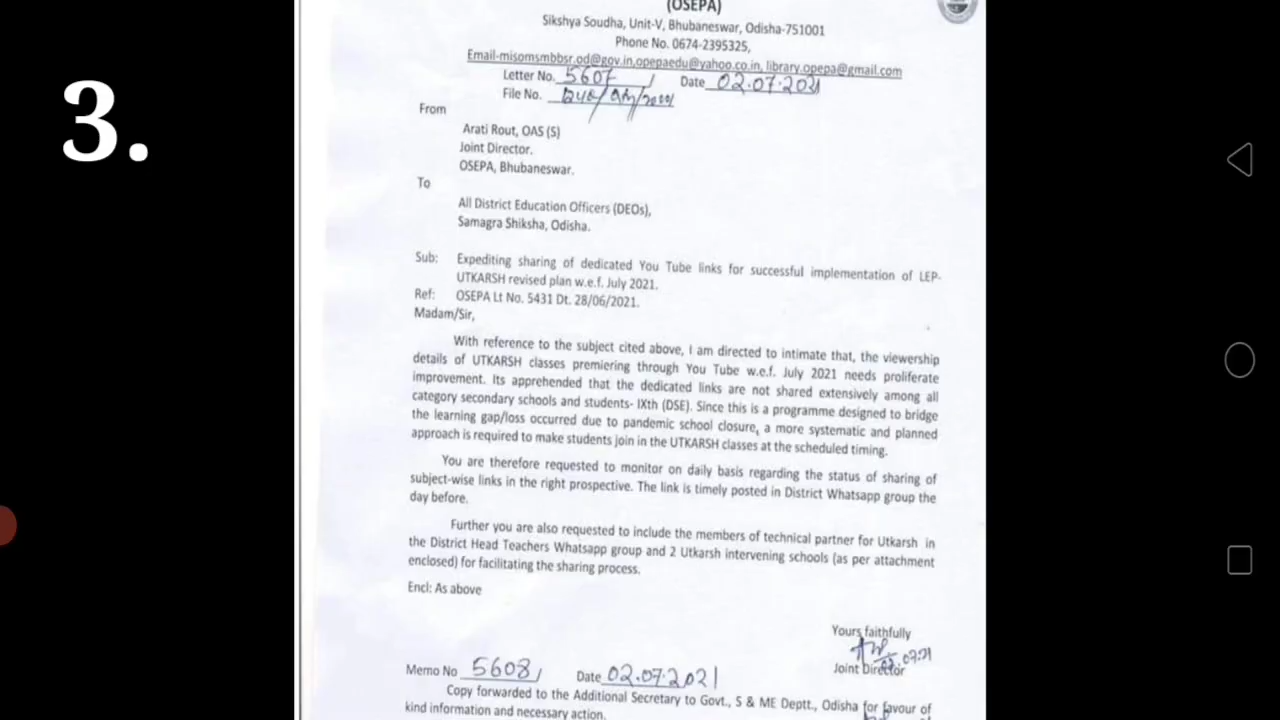 3.
(OSEPA)
Sikshya Soudha, Unit-V, Bhubaneswar, Odisha-751001
Phone No. 0674-2395325,
Email-misomsmbbsr.od@gov.in,opepaedu@yahoo.co.in, library.opepa@gmail.com
Letter No. 5607 / Date 02.07.2021
File No.
From
Arati Rout, OAS (S)
Joint Director.
OSEPA, Bhubaneswar.
To
All District Education Officers (DEOs),
Samagra Shiksha, Odisha.
Sub: Expediting sharing of dedicated You Tube links for successful implementation of LEP-
UTKARSH revised plan w.e.f. July 2021.
Ref: OSEPA Lt No. 5431 Dt. 28/06/2021.
Madam/Sir,
With reference to the subject cited above, I am directed to intimate that, the viewership
details of UTKARSH classes premiering through You Tube w.e.f. July 2021 needs proliferate
improvement. Its apprehended that the dedicated links are not shared extensively among all
category secondary schools and students- IXth (DSE). Since this is a programme designed to bridge
the learning gap/loss occurred due to pandemic school closure, a more systematic and planned
approach is required to make students join in the UTKARSH classes at the scheduled timing.
You are therefore requested to monitor on daily basis regarding the status of sharing of
subject-wise links in the right prospective. The link is timely posted in District Whatsapp group the
day before.
Further you are also requested to include the members of technical partner for Utkarsh in
the District Head Teachers Whatsapp group and 2 Utkarsh intervening schools (as per attachment
enclosed) for facilitating the sharing process.
Encl: As above
Yours faithfully
Joint Director
Memo No 5608 / Date 02.07.2021
Copy forwarded to the Additional Secretary to Govt., S & ME Deptt., Odisha for favour of
kind information and necessary action.